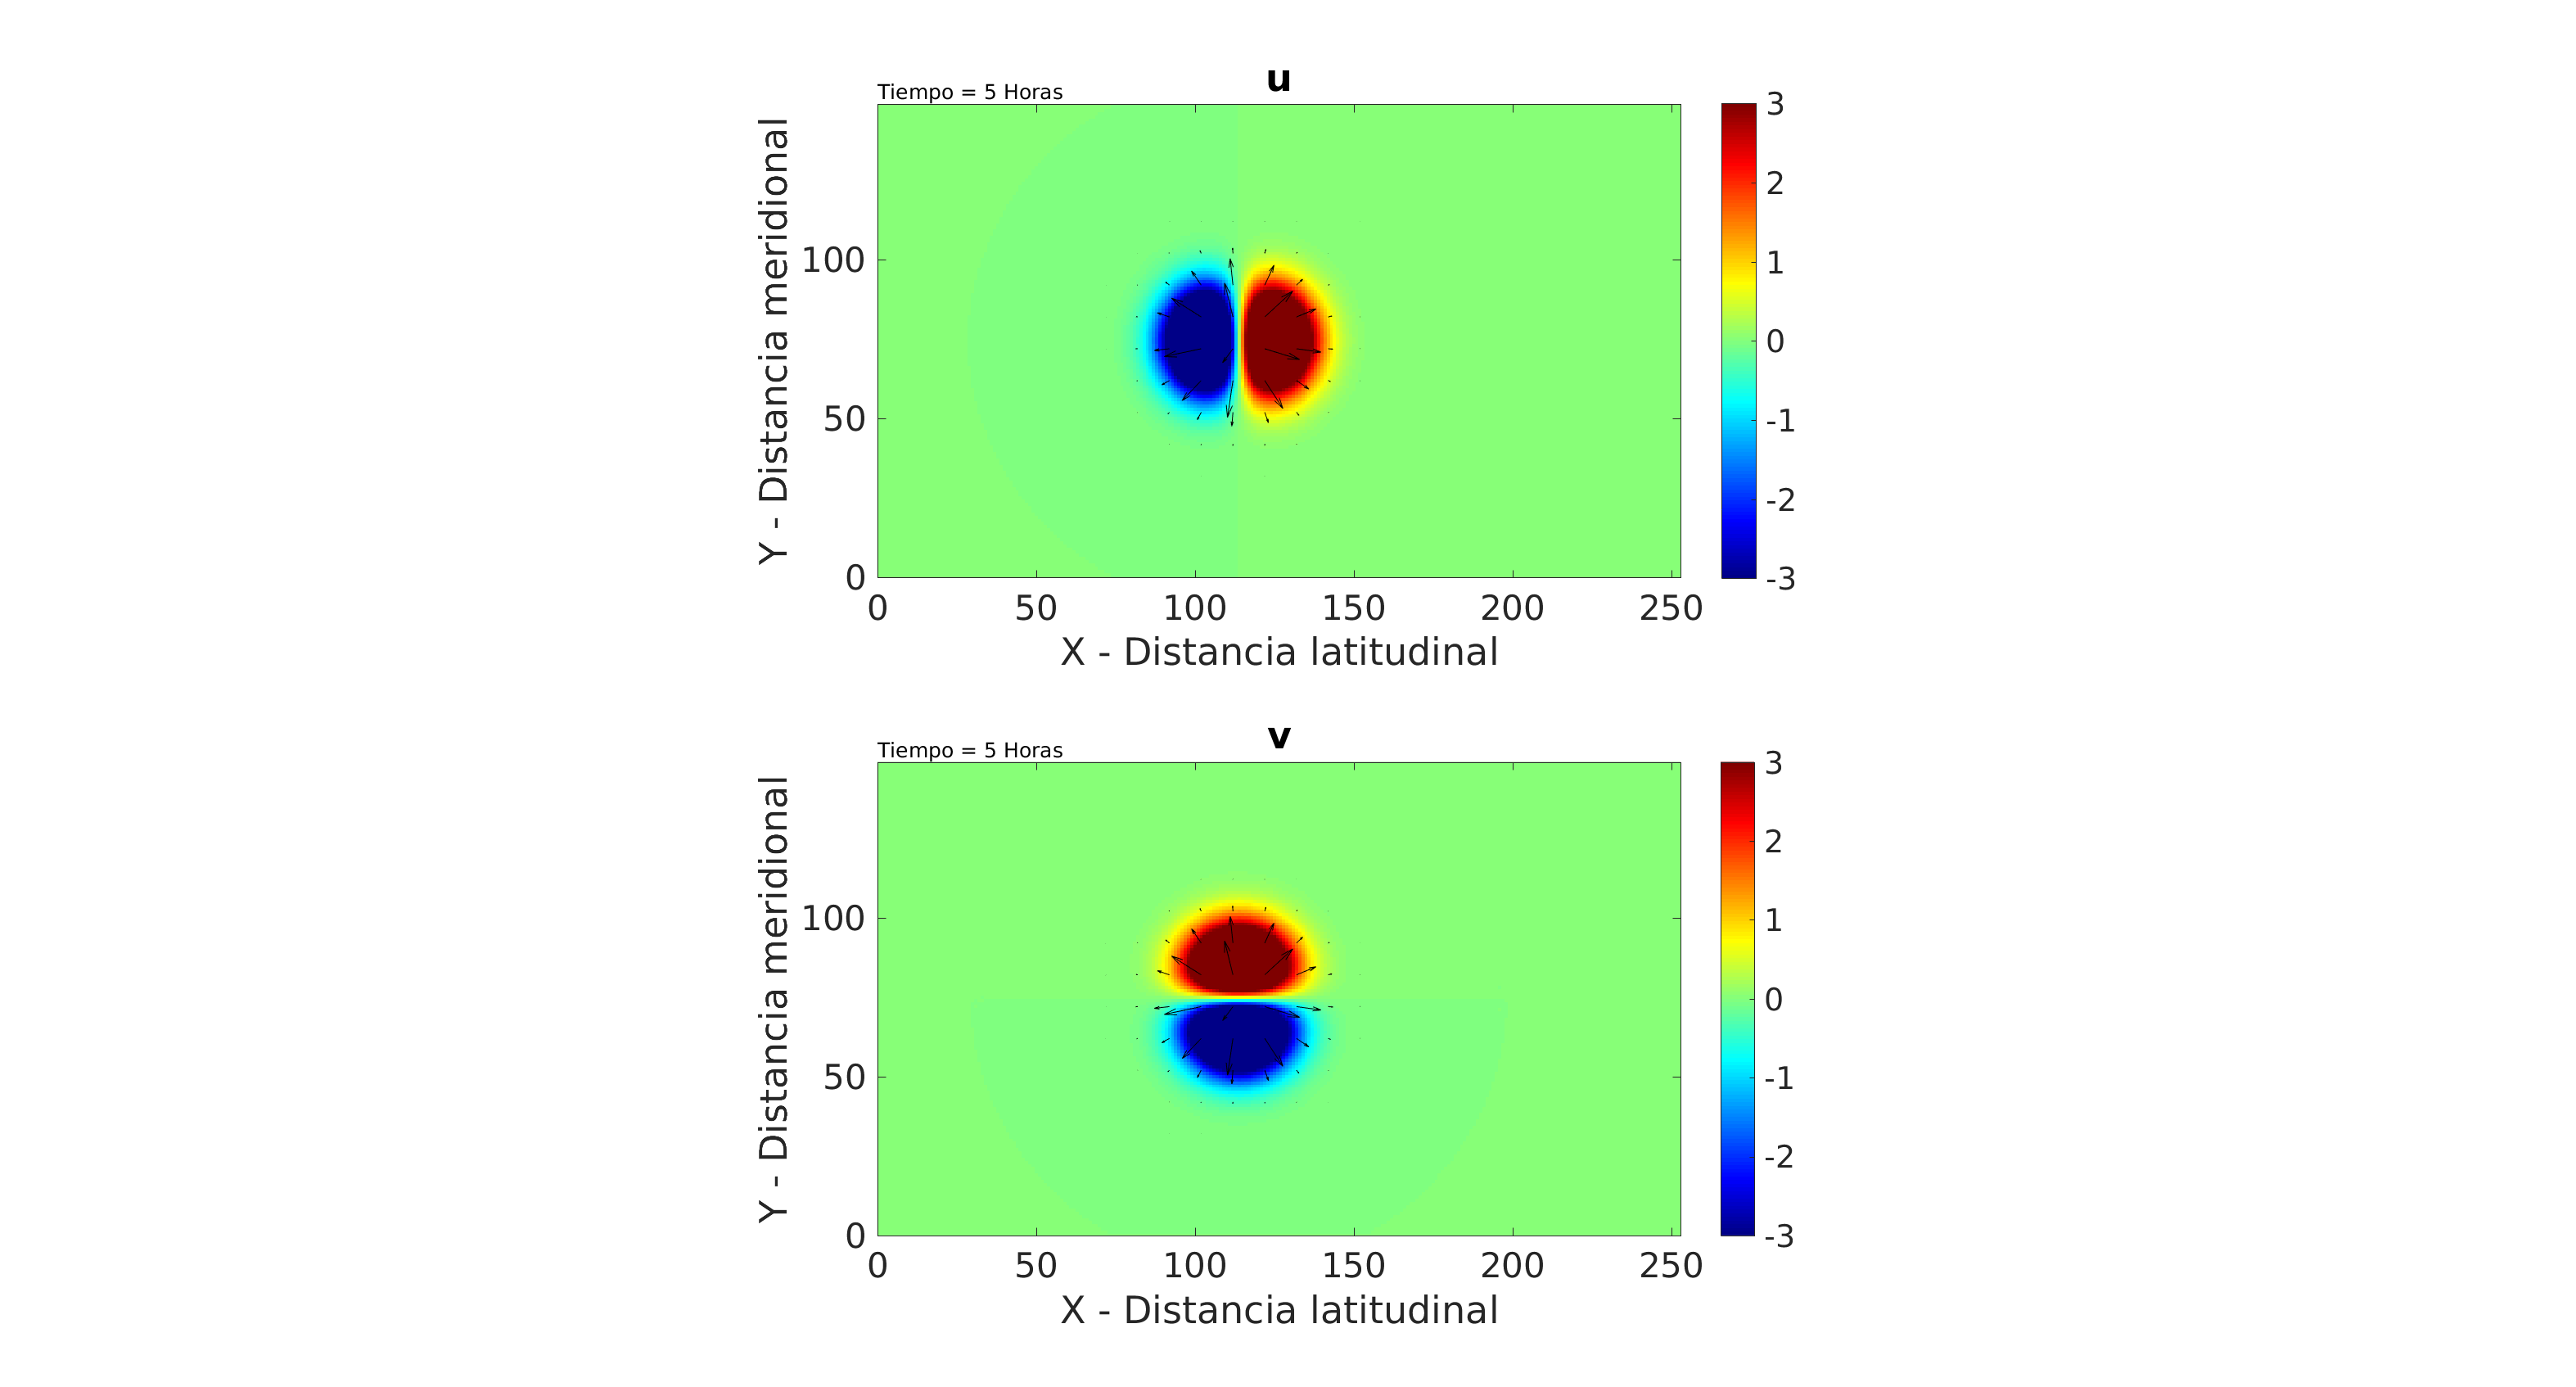 u
Tiempo = 5 Horas
Y - Distancia meridional
100
50
0
0 50 100 150 200 250
X - Distancia latitudinal
3
2
1
0
-1
-2
-3
v
Tiempo = 5 Horas
Y - Distancia meridional
100
50
0
0 50 100 150 200 250
X - Distancia latitudinal
3
2
1
0
-1
-2
-3